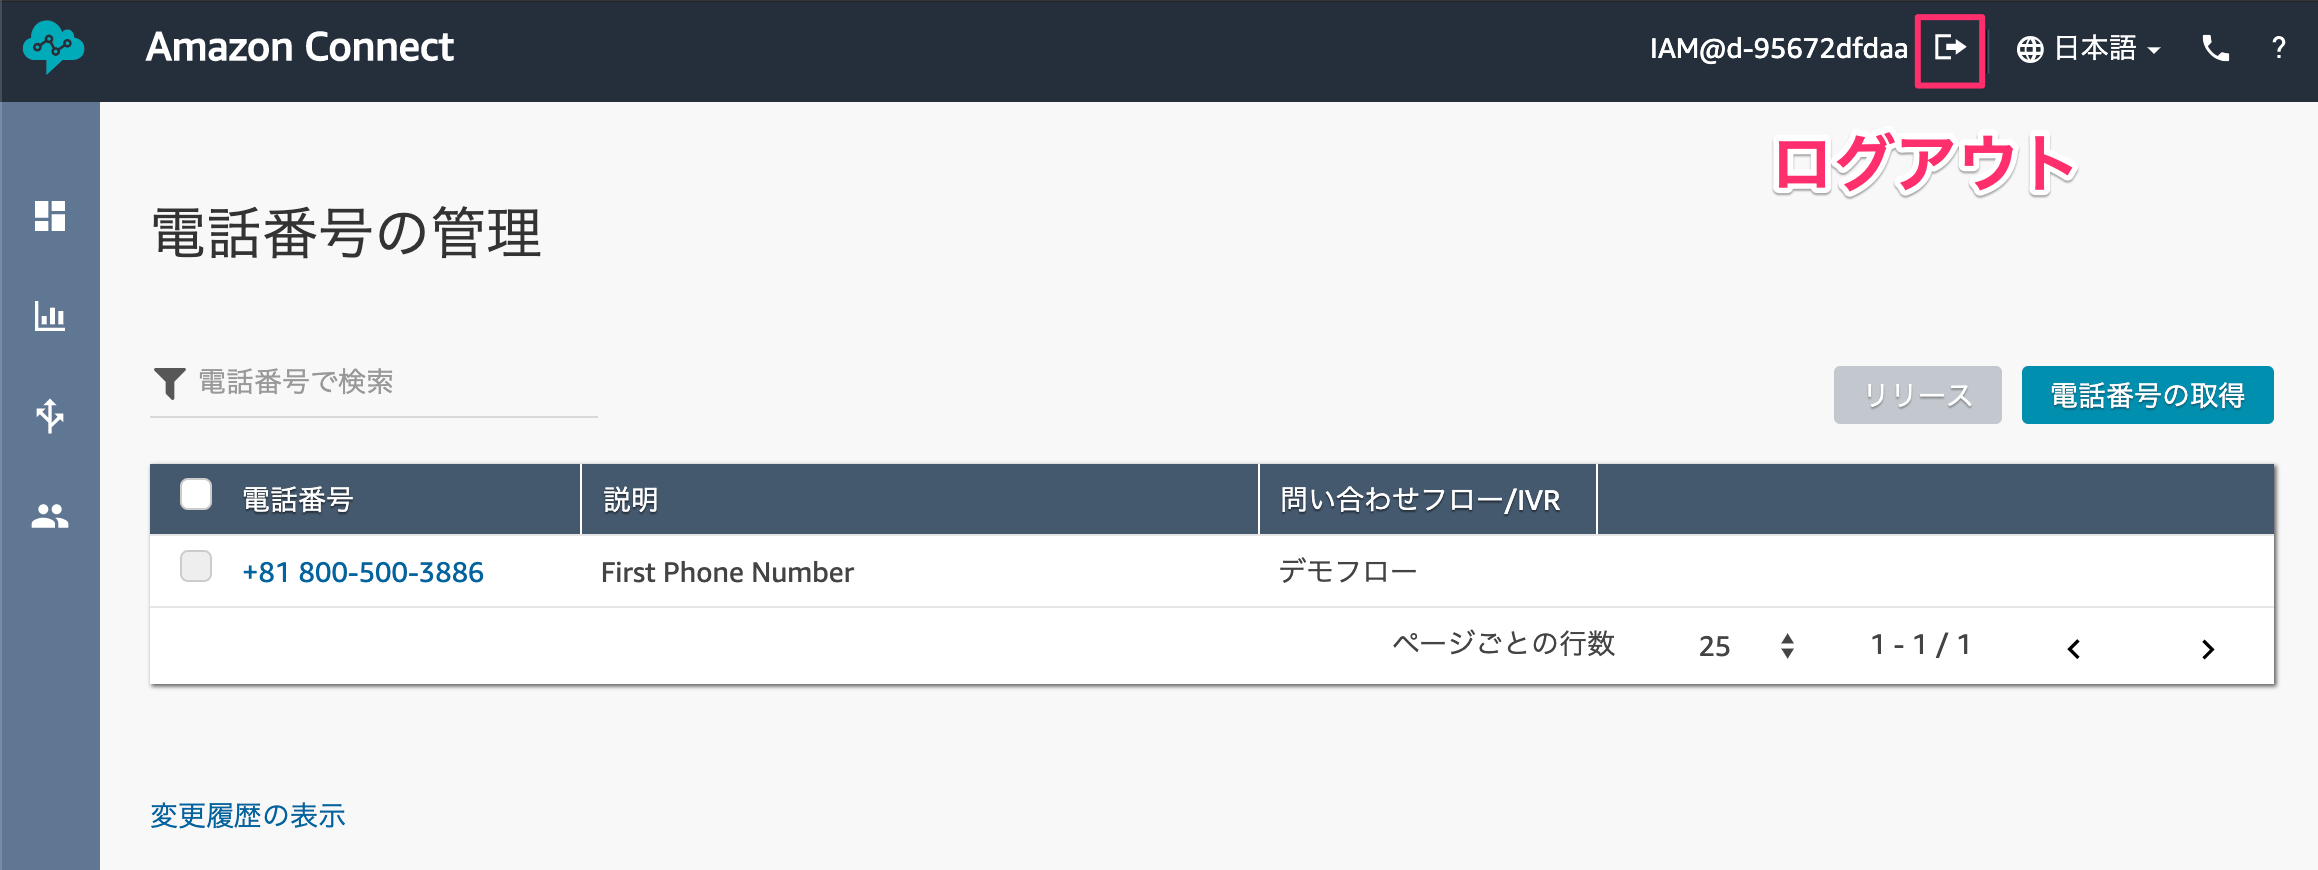 Amazon Connect
IAM@d-95672dfdaa
日本語
?
ログアウト
電話番号の管理
電話番号で検索
リリース
電話番号の取得
電話番号 説明 問い合わせフロー/IVR
+81 800-500-3886 First Phone Number デモフロー
ページごとの行数 25 1 - 1 / 1
変更履歴の表示